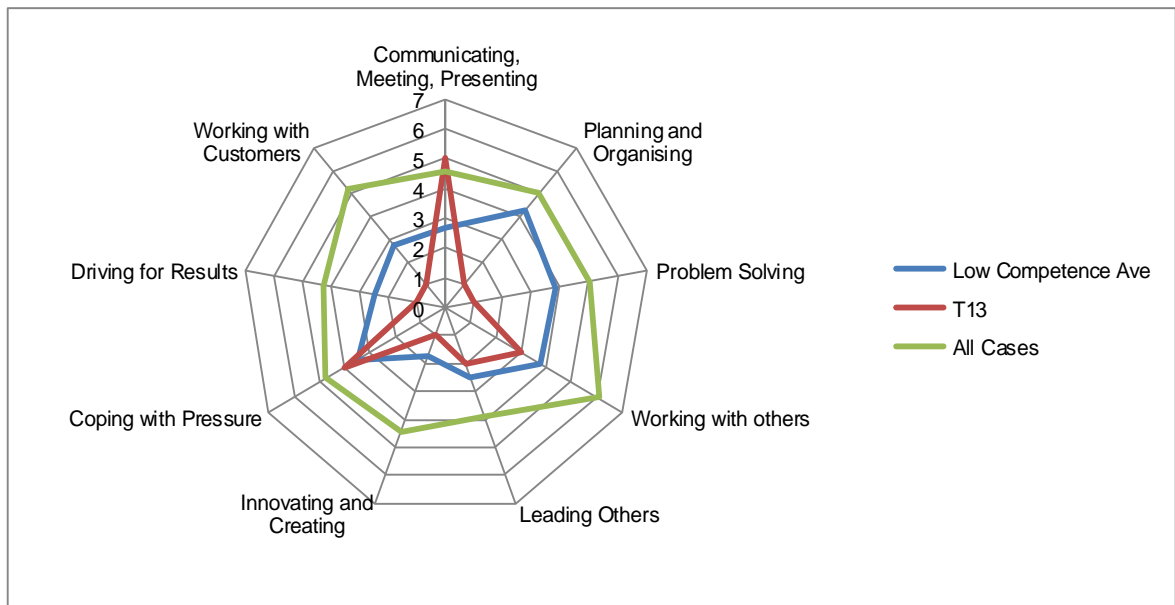 Communicating,
Meeting, Presenting
7
6
5
4
3
2
1
0
Planning and
Organising
Problem Solving
Working with others
Leading Others
Innovating and
Creating
Coping with Pressure
Driving for Results
Working with
Customers
Low Competence Ave
T13
All Cases